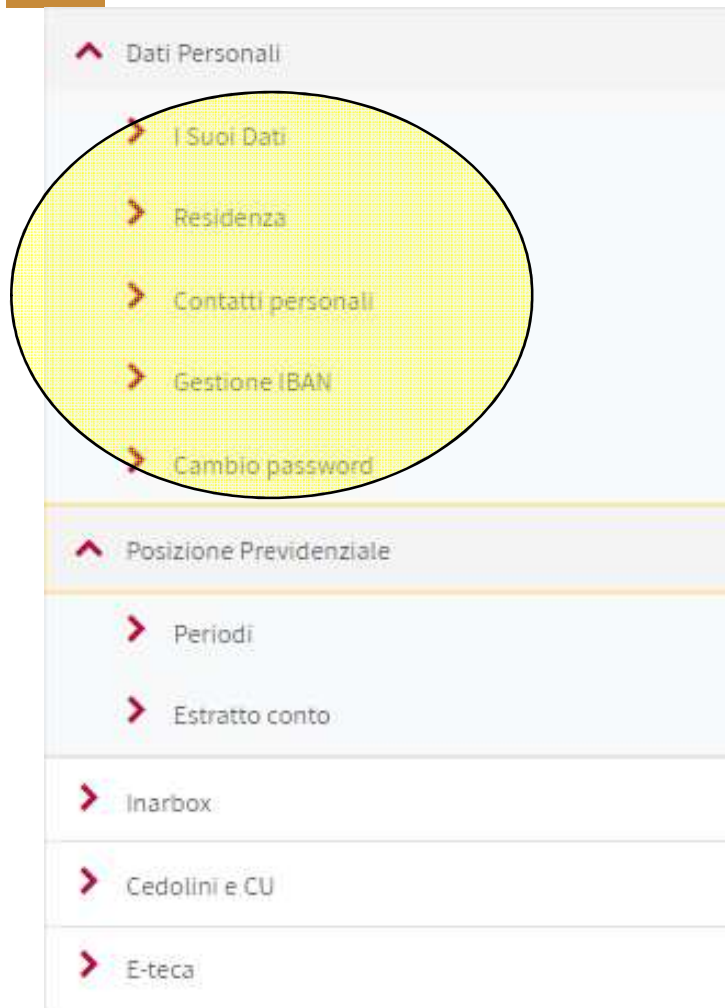 Dati Personali
I Suoi Dati
Residenza
Contatti personali
Gestione IBAN
Cambio password
Posizione Previdenziale
Periodi
Estratto conto
Inarbox
Cedolini e CU
E-teca